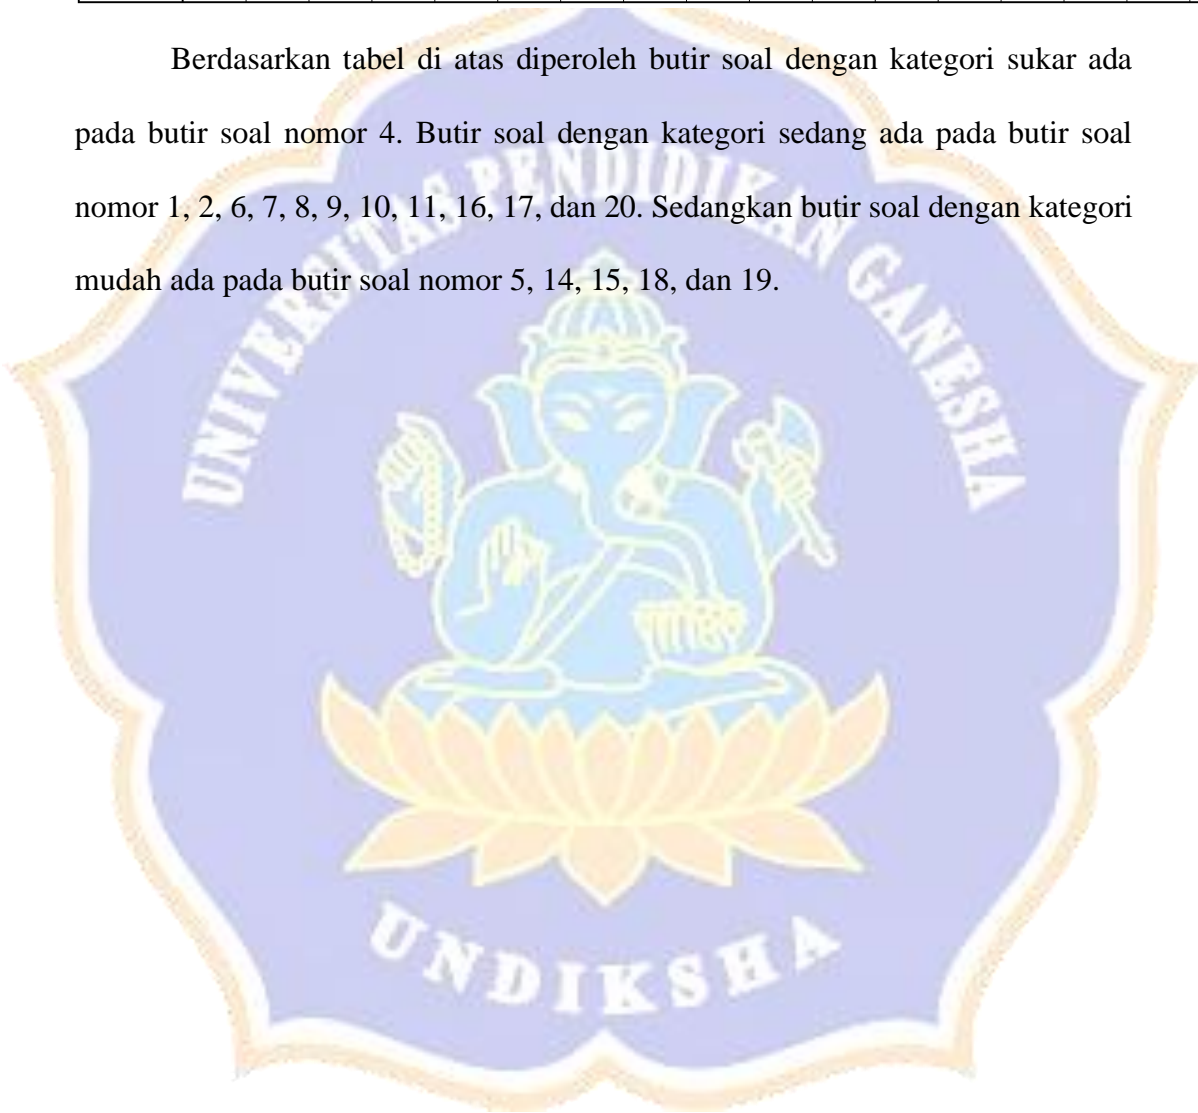 Berdasarkan tabel di atas diperoleh butir soal dengan kategori sukar ada
pada butir soal nomor 4. Butir soal dengan kategori sedang ada pada butir soal
nomor 1, 2, 6, 7, 8, 9, 10, 11, 16, 17, dan 20. Sedangkan butir soal dengan kategori
mudah ada pada butir soal nomor 5, 14, 15, 18, dan 19.
UNIVERSITAS PENDIDIKAN GANESHA
UNDIKSHA